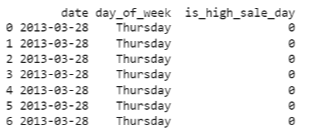 date day_of_week is_high_sale_day
0 2013-03-28 Thursday 0
1 2013-03-28 Thursday 0
2 2013-03-28 Thursday 0
3 2013-03-28 Thursday 0
4 2013-03-28 Thursday 0
5 2013-03-28 Thursday 0
6 2013-03-28 Thursday 0